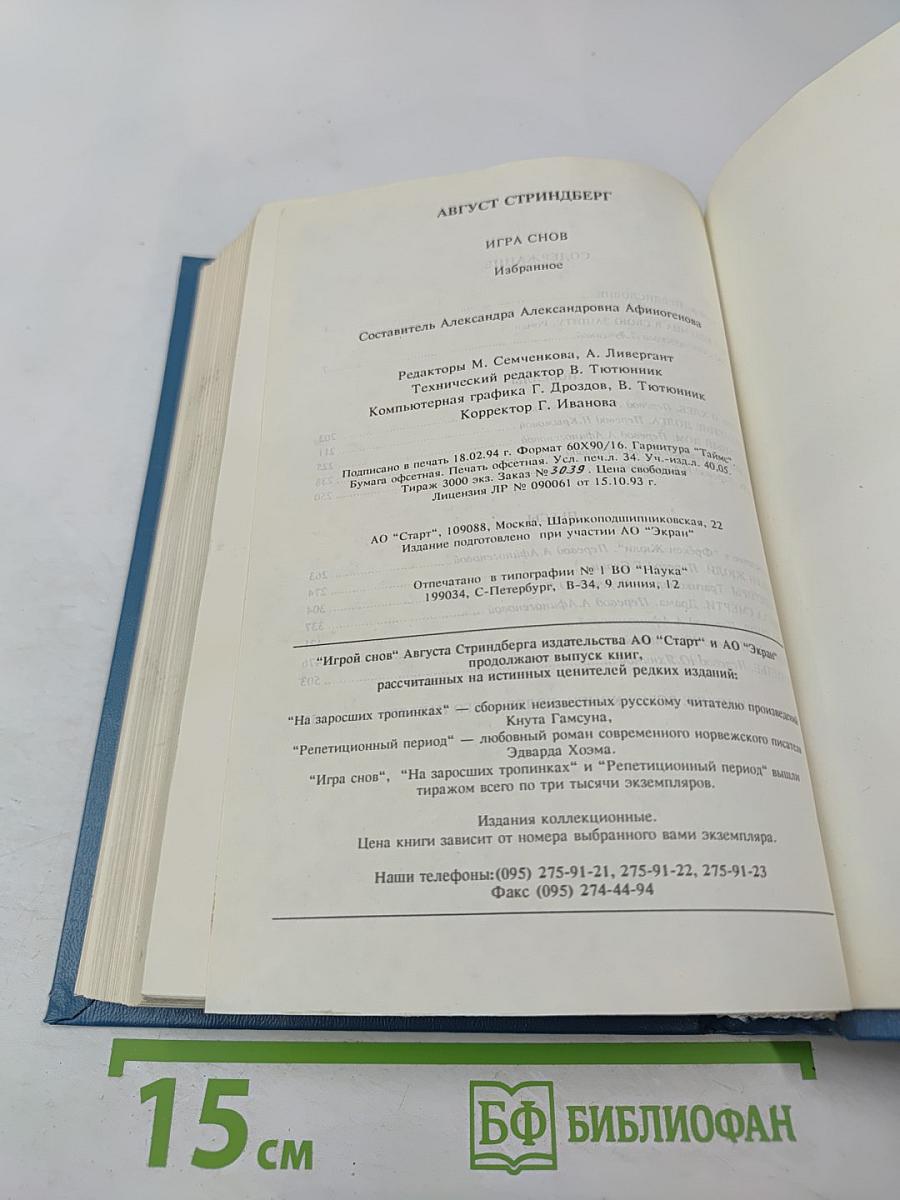 АВГУСТ СТРИНДБЕРГ
ИГРА СНОВ
Избранное
Составитель Александра Александровна Афиногенова
Редакторы М. Семченкова, А. Ливергант
Технический редактор В. Тютюнник
Компьютерная графика Г. Дроздов, В. Тютюнник
Корректор Г. Иванова
Подписано в печать 18.02.94 г. Формат 60Х90/16. Гарнитура "Таймс".
Бумага офсетная. Печать офсетная. Усл. печ.л. 34. Уч.-изд.л. 40,05.
Тираж 3000 экз. Заказ № 3039. Цена свободная
Лицензия ЛР № 090061 от 15.10.93 г.
АО "Старт", 109088, Москва, Шарикоподшипниковская, 22
Издание подготовлено при участии АО "Экран"
Отпечатано в типографии № 1 ВО "Наука"
199034, С-Петербург, В-34, 9 линия, 12
"Игрой снов" Августа Стриндберга издательства АО "Старт" и АО "Экран"
продолжают выпуск книг,
рассчитанных на истинных ценителей редких изданий:
"На заросших тропинках" — сборник неизвестных русскому читателю произведений
Кнута Гамсуна,
"Репетиционный период" — любовный роман современного норвежского писателя
Эдварда Хоэма.
"Игра снов", "На заросших тропинках" и "Репетиционный период" вышли
тиражом всего по три тысячи экземпляров.
Издания коллекционные.
Цена книги зависит от номера выбранного вами экземпляра.
Наши телефоны:(095) 275-91-21, 275-91-22, 275-91-23
Факс (095) 274-44-94
15 см
БФ БИБЛИОФАН